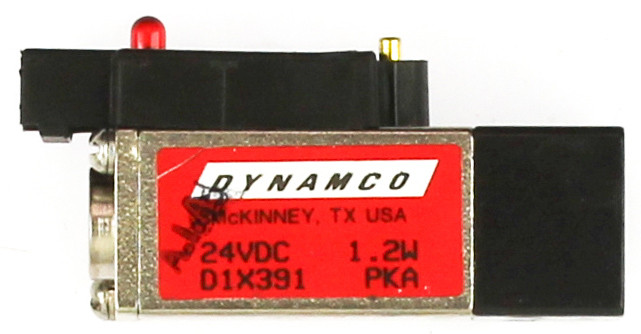 DYNAMCO
McKINNEY, TX USA
24VDC 1.2W
D1X391 PKA